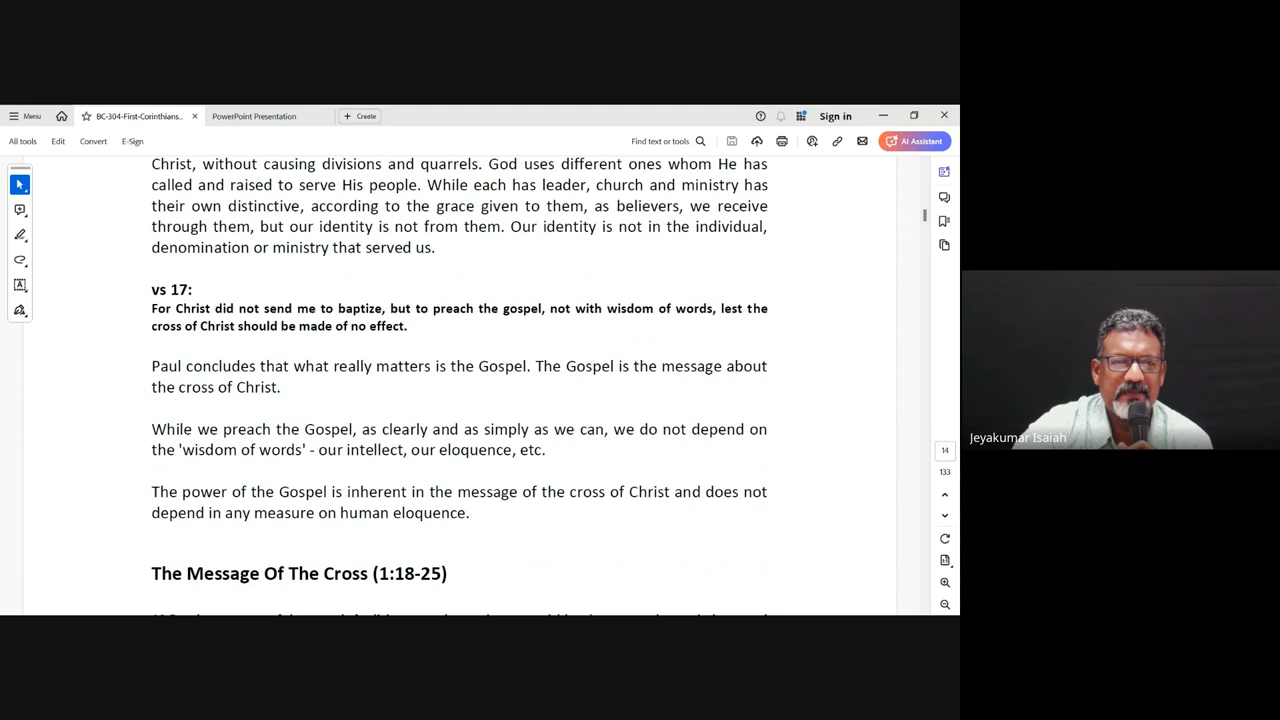 Menu
BC-304-First-Corinthians...
PowerPoint Presentation
Create
Sign in
All tools
Edit
Convert
E-Sign
Find text or tools
AI Assistant
Christ, without causing divisions and quarrels. God uses different ones whom He has
called and raised to serve His people. While each has leader, church and ministry has
their own distinctive, according to the grace given to them, as believers, we receive
through them, but our identity is not from them. Our identity is not in the individual,
denomination or ministry that served us.
vs 17:
For Christ did not send me to baptize, but to preach the gospel, not with wisdom of words, lest the
cross of Christ should be made of no effect.
Paul concludes that what really matters is the Gospel. The Gospel is the message about
the cross of Christ.
While we preach the Gospel, as clearly and as simply as we can, we do not depend on
the 'wisdom of words' - our intellect, our eloquence, etc.
The power of the Gospel is inherent in the message of the cross of Christ and does not
depend in any measure on human eloquence.
The Message Of The Cross (1:18-25)
14
133
Jeyakumar Isaiah